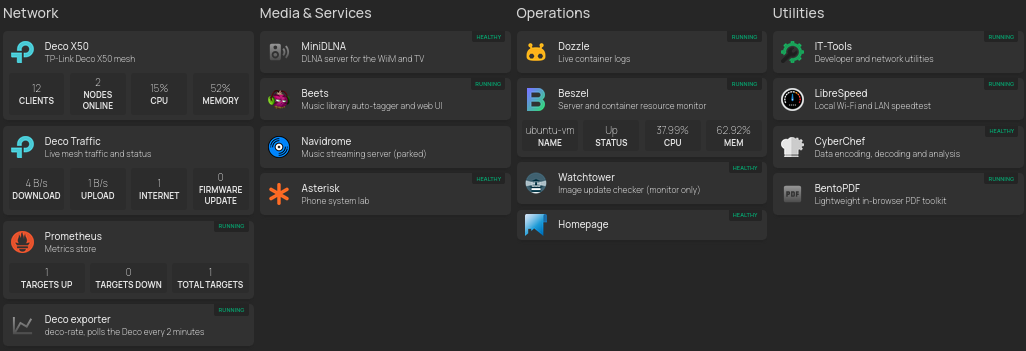 Network
Deco X50
TP-Link Deco X50 mesh
12
CLIENTS
2
NODES
ONLINE
15%
CPU
52%
MEMORY
Deco Traffic
Live mesh traffic and status
4 B/s
DOWNLOAD
1 B/s
UPLOAD
1
INTERNET
0
FIRMWARE
UPDATE
RUNNING
Prometheus
Metrics store
1
TARGETS UP
0
TARGETS DOWN
1
TOTAL TARGETS
RUNNING
Deco exporter
deco-rate, polls the Deco every 2 minutes
Media & Services
HEALTHY
MiniDLNA
DLNA server for the WiiM and TV
RUNNING
Beets
Music library auto-tagger and web UI
Navidrome
Music streaming server (parked)
HEALTHY
Asterisk
Phone system lab
Operations
RUNNING
Dozzle
Live container logs
RUNNING
Beszel
Server and container resource monitor
ubuntu-vm
NAME
Up
STATUS
37.99%
CPU
62.92%
MEM
HEALTHY
Watchtower
Image update checker (monitor only)
HEALTHY
Homepage
Utilities
RUNNING
IT-Tools
Developer and network utilities
RUNNING
LibreSpeed
Local Wi-Fi and LAN speedtest
HEALTHY
CyberChef
Data encoding, decoding and analysis
RUNNING
PDF
BentoPDF
Lightweight in-browser PDF toolkit